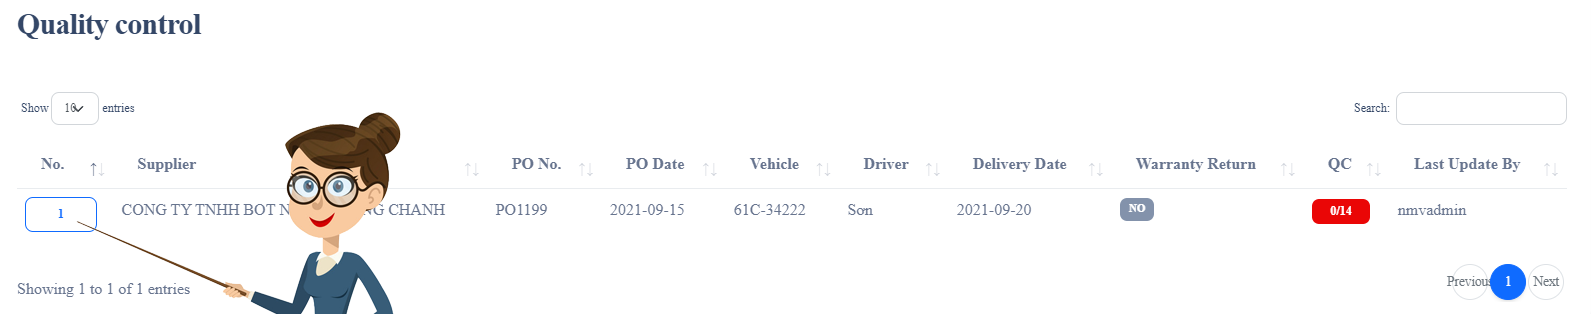 Quality control
Show 10 entries
Search:
No. Supplier PO No. PO Date Vehicle Driver Delivery Date Warranty Return QC Last Update By
1 CONG TY TNHH BOT CHANH PO1199 2021-09-15 61C-34222 Sơn 2021-09-20 NO 0/14 nmvadmin
Showing 1 to 1 of 1 entries
Previous 1 Next